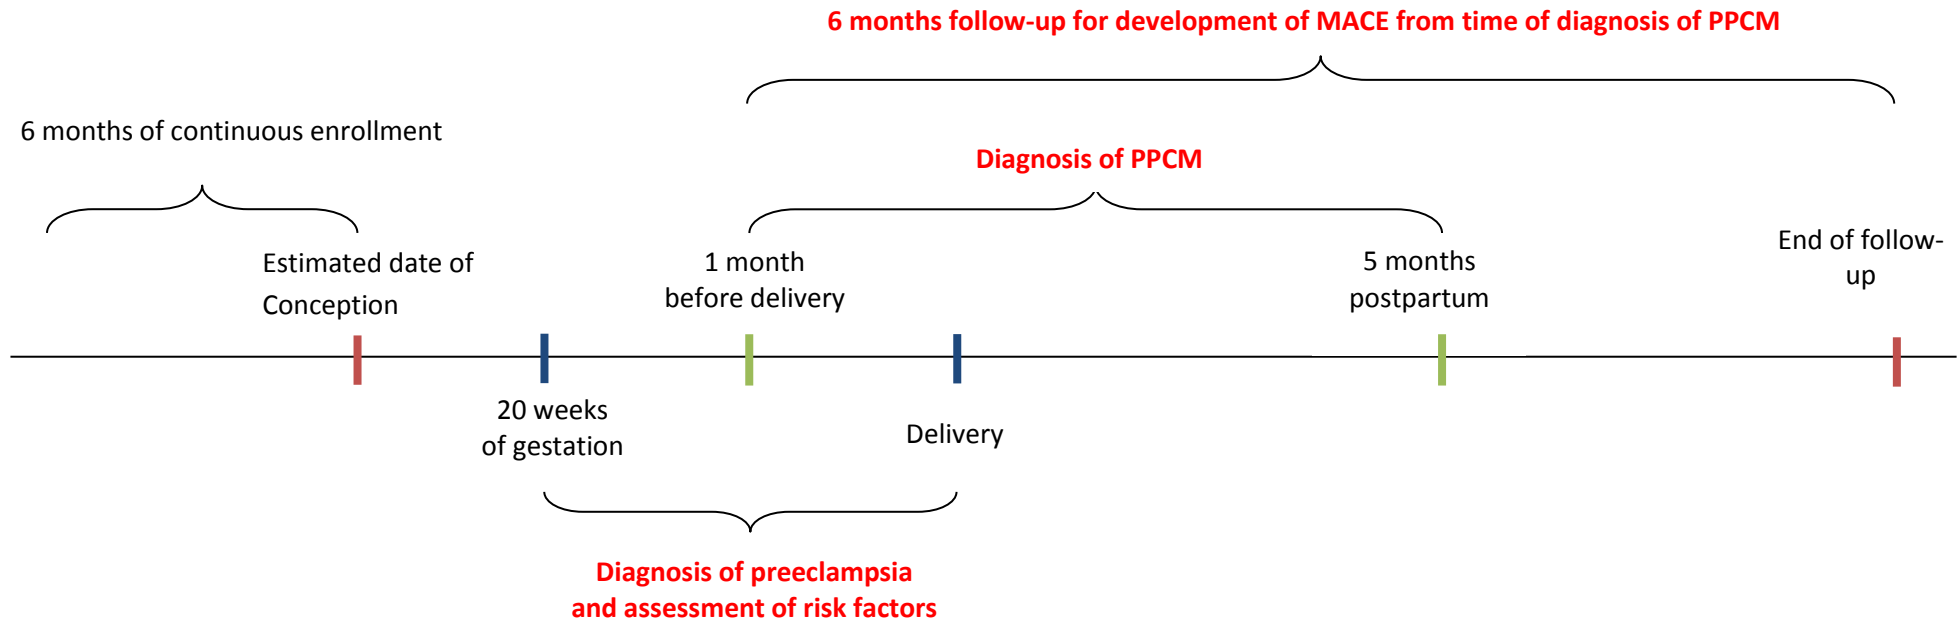 6 months follow-up for development of MACE from time of diagnosis of PPCM
6 months of continuous enrollment
Diagnosis of PPCM
Estimated date of
Conception
1 month
before delivery
5 months
postpartum
End of follow-
up
20 weeks
of gestation
Delivery
Diagnosis of preeclampsia
and assessment of risk factors